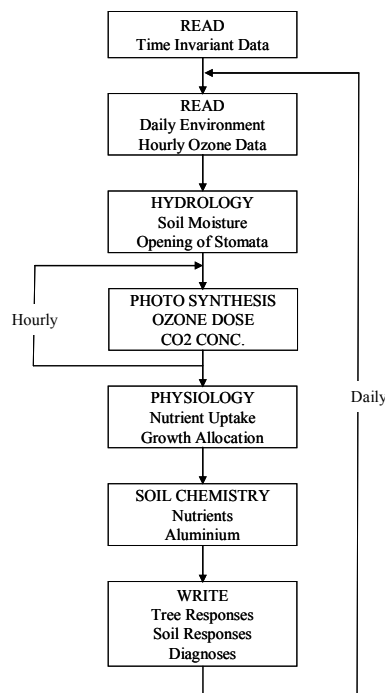 READ
Time Invariant Data
READ
Daily Environment
Hourly Ozone Data
HYDROLOGY
Soil Moisture
Opening of Stomata
Hourly
PHOTO SYNTHESIS
OZONE DOSE
CO2 CONC.
PHYSIOLOGY
Nutrient Uptake
Growth Allocation
Daily
SOIL CHEMISTRY
Nutrients
Aluminium
WRITE
Tree Responses
Soil Responses
Diagnoses